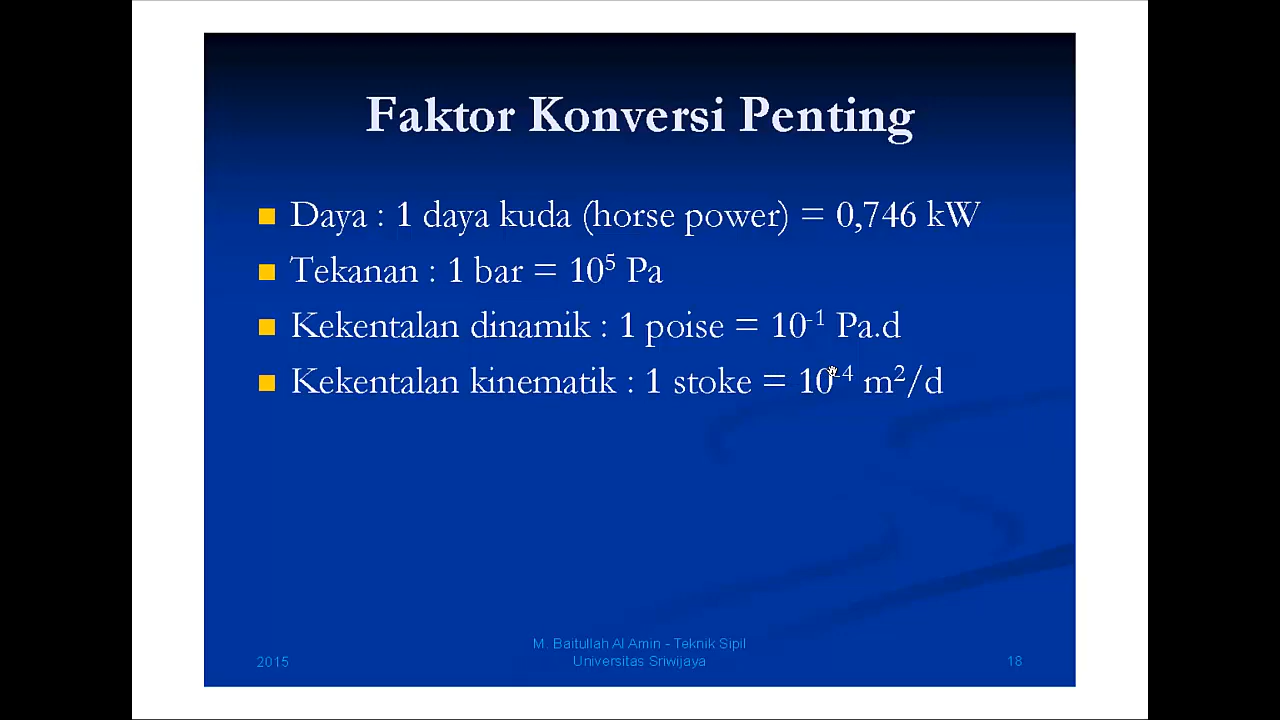 Faktor Konversi Penting
Daya : 1 daya kuda (horse power) = 0,746 kW
Tekanan : 1 bar = 10⁵ Pa
Kekentalan dinamik : 1 poise = 10⁻¹ Pa.d
Kekentalan kinematik : 1 stoke = 10⁻⁴ m²/d
2015
M. Baitullah Al Amin - Teknik Sipil
Universitas Sriwijaya
18